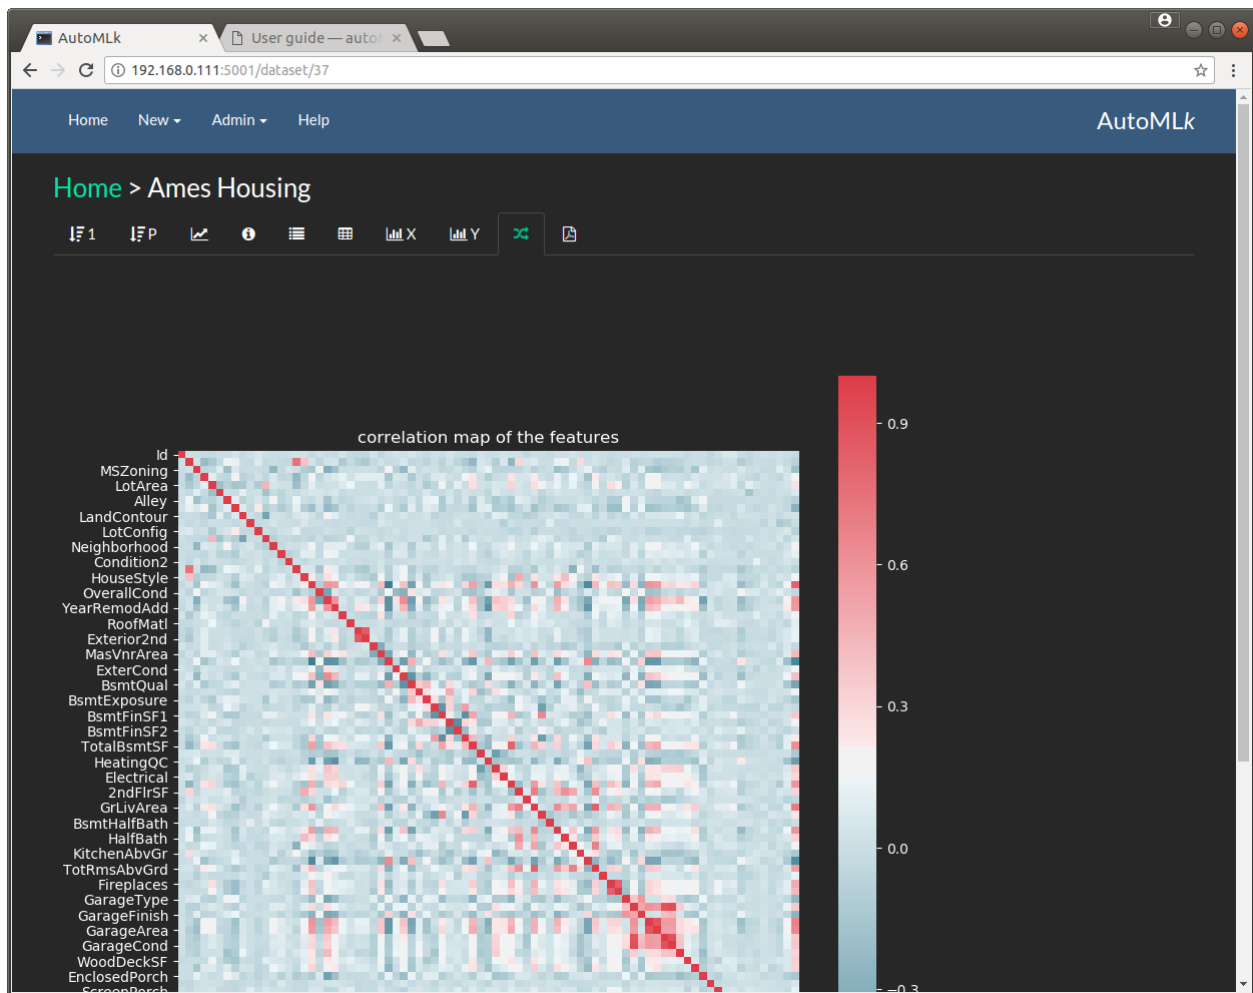 AutoMLk
User guide — auto
192.168.0.111:5001/dataset/37
Home New Admin Help AutoMLk
Home > Ames Housing
1 P X Y
correlation map of the features
Id
MSZoning
LotArea
Alley
LandContour
LotConfig
Neighborhood
Condition2
HouseStyle
OverallCond
YearRemodAdd
RoofMatl
Exterior2nd
MasVnrArea
ExterCond
BsmtQual
BsmtExposure
BsmtFinSF1
BsmtFinSF2
TotalBsmtSF
HeatingQC
Electrical
2ndFlrSF
GrLivArea
BsmtHalfBath
HalfBath
KitchenAbvGr
TotRmsAbvGrd
Fireplaces
GarageType
GarageFinish
GarageArea
GarageCond
WoodDeckSF
EnclosedPorch
ScreenPorch
0.9
0.6
0.3
0.0
−0.3